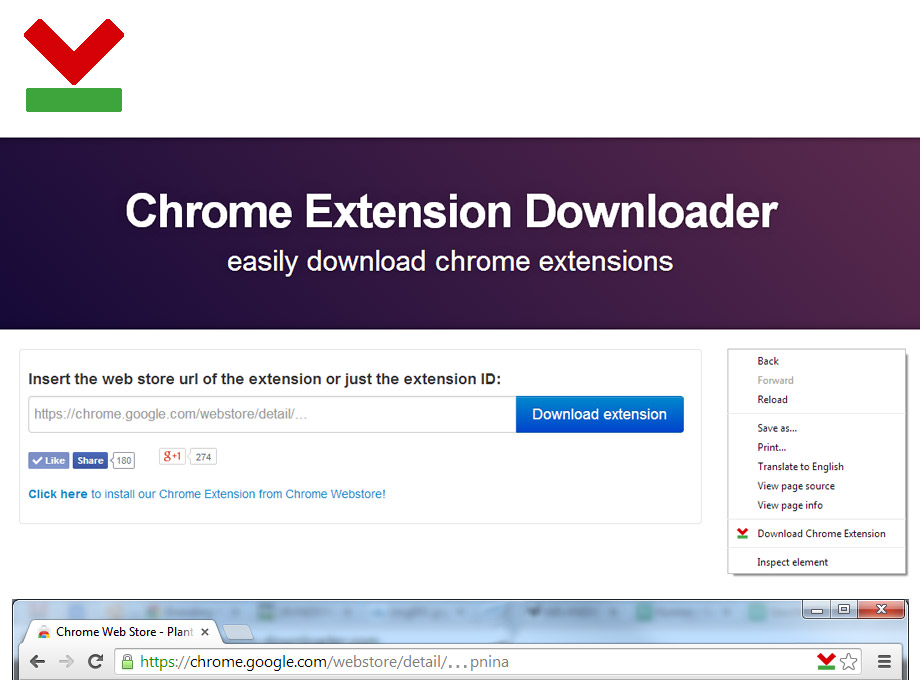 Chrome Extension Downloader
easily download chrome extensions
Insert the web store url of the extension or just the extension ID:
https://chrome.google.com/webstore/detail/...
Download extension
Like Share 180 g+1 274
Click here to install our Chrome Extension from Chrome Webstore!
Back
Forward
Reload
Save as...
Print...
Translate to English
View page source
View page info
Download Chrome Extension
Inspect element
Chrome Web Store - Plant
https://chrome.google.com/webstore/detail/...pnina